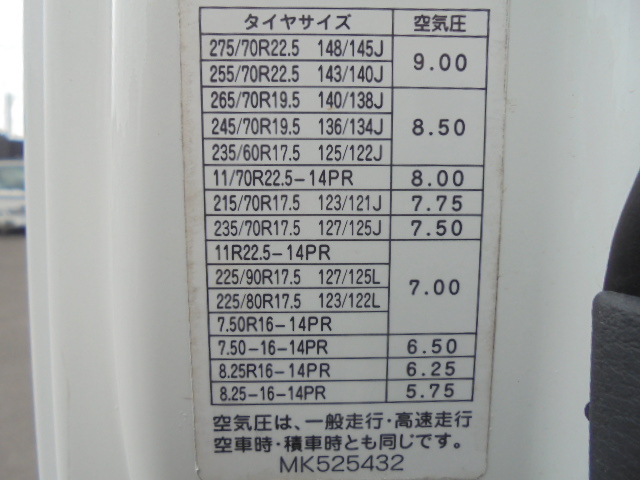 タイヤサイズ 空気圧
275/70R22.5 148/145J 9.00
255/70R22.5 143/140J
265/70R19.5 140/138J
245/70R19.5 136/134J 8.50
235/60R17.5 125/122J
11/70R22.5-14PR 8.00
215/70R17.5 123/121J 7.75
235/70R17.5 127/125J 7.50
11R22.5-14PR
225/90R17.5 127/125L 7.00
225/80R17.5 123/122L
7.50R16-14PR
7.50-16-14PR 6.50
8.25R16-14PR 6.25
8.25-16-14PR 5.75
空気圧は、一般走行・高速走行
空車時・積車時とも同じです。
MK525432